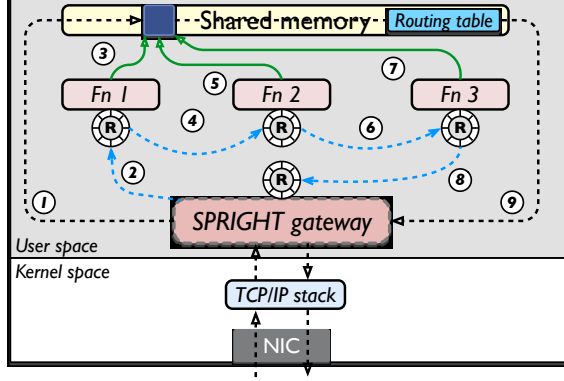 Shared memory
Routing table
3
5
7
Fn 1
Fn 2
Fn 3
4
6
R
R
R
2
R
8
1
9
SPRIGHT gateway
User space
Kernel space
TCP/IP stack
NIC